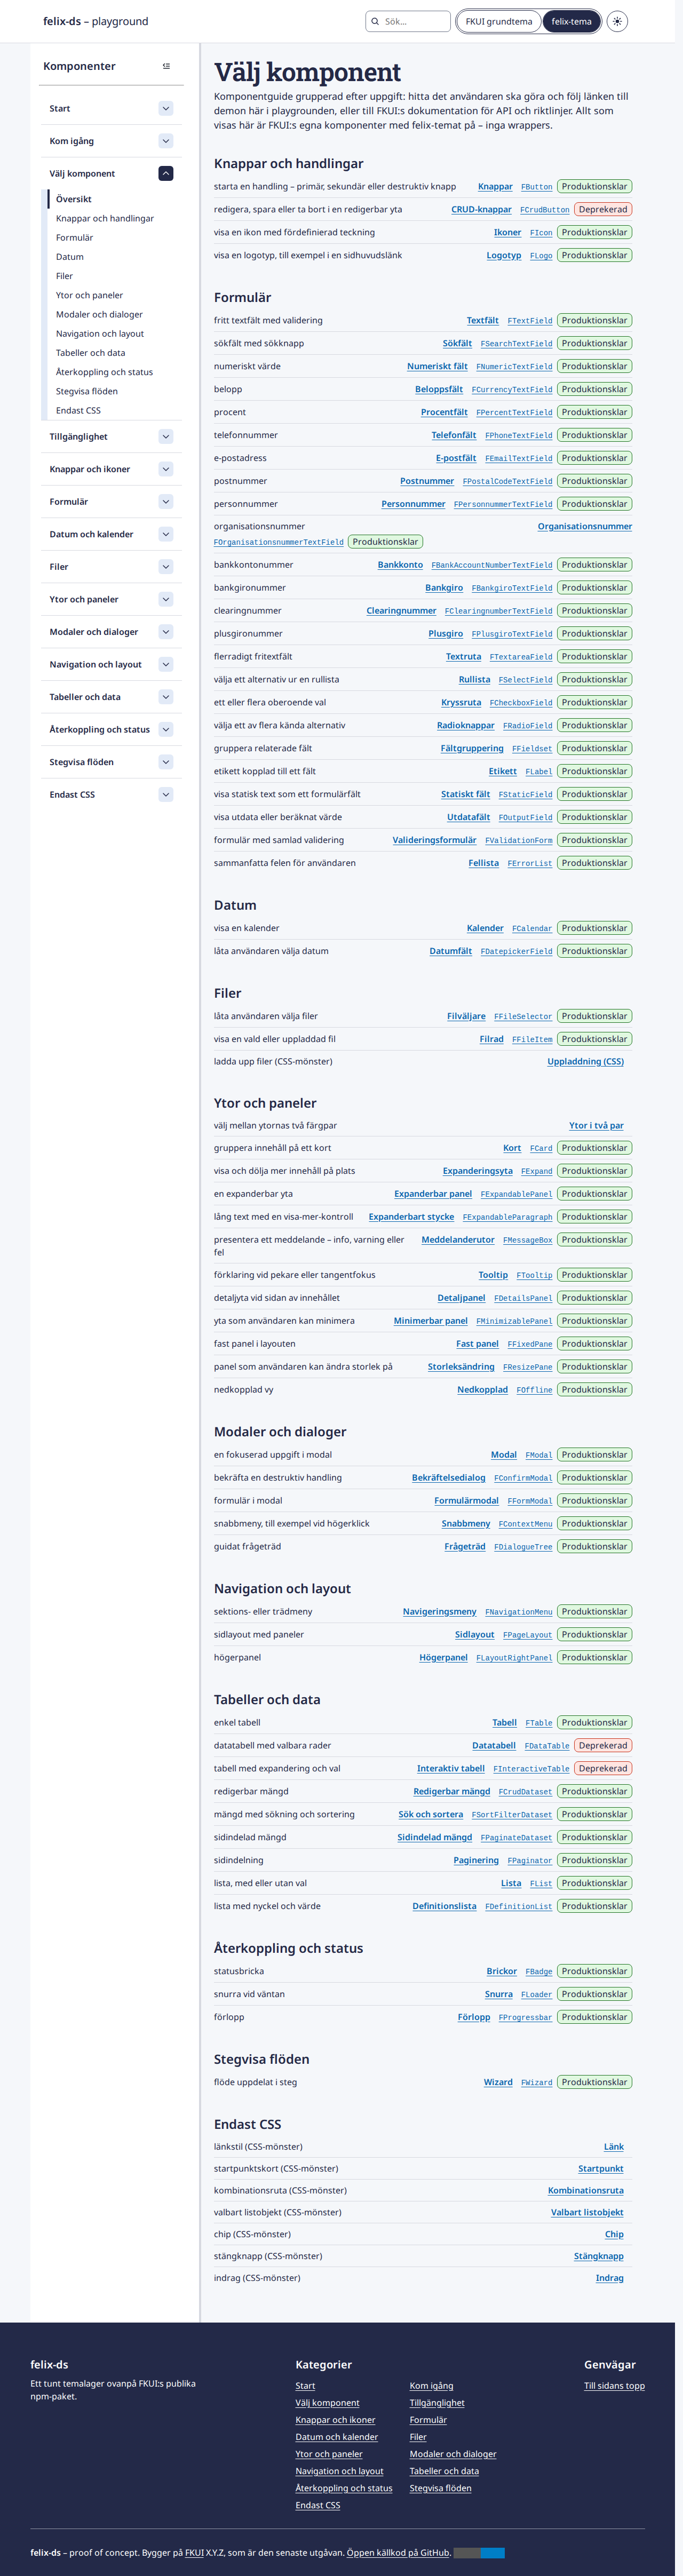 felix-ds – playground
Sök...
FKUI grundtema
felix-tema
Komponenter
Start
Kom igång
Välj komponent
Översikt
Knappar och handlingar
Formulär
Datum
Filer
Ytor och paneler
Modaler och dialoger
Navigation och layout
Tabeller och data
Återkoppling och status
Stegvisa flöden
Endast CSS
Tillgänglighet
Knappar och ikoner
Formulär
Datum och kalender
Filer
Ytor och paneler
Modaler och dialoger
Navigation och layout
Tabeller och data
Återkoppling och status
Stegvisa flöden
Endast CSS
Välj komponent
Komponentguide grupperad efter uppgift: hitta det användaren ska göra och följ länken till
demon här i playgrounden, eller till FKUI:s dokumentation för API och riktlinjer. Allt som
visas här är FKUI:s egna komponenter med felix-temat på – inga wrappers.
Knappar och handlingar
starta en handling – primär, sekundär eller destruktiv knapp Knappar FButton Produktionsklar
redigera, spara eller ta bort i en redigerbar yta CRUD-knappar FCrudButton Deprekerad
visa en ikon med fördefinierad teckning Ikoner FIcon Produktionsklar
visa en logotyp, till exempel i en sidhuvudslänk Logotyp FLogo Produktionsklar
Formulär
fritt textfält med validering Textfält FTextField Produktionsklar
sökfält med sökknapp Sökfält FSearchTextField Produktionsklar
numeriskt värde Numeriskt fält FNumericTextField Produktionsklar
belopp Beloppsfält FCurrencyTextField Produktionsklar
procent Procentfält FPercentTextField Produktionsklar
telefonnummer Telefonfält FPhoneTextField Produktionsklar
e-postadress E-postfält FEmailTextField Produktionsklar
postnummer Postnummer FPostalCodeTextField Produktionsklar
personnummer Personnummer FPersonnummerTextField Produktionsklar
organisationsnummer Organisationsnummer
FOrganisationsnummerTextField Produktionsklar
bankkontonummer Bankkonto FBankAccountNumberTextField Produktionsklar
bankgironummer Bankgiro FBankgiroTextField Produktionsklar
clearingnummer Clearingnummer FClearingnumberTextField Produktionsklar
plusgironummer Plusgiro FPlusgiroTextField Produktionsklar
flerradigt fritextfält Textruta FTextareaField Produktionsklar
välja ett alternativ ur en rullista Rullista FSelectField Produktionsklar
ett eller flera oberoende val Kryssruta FCheckboxField Produktionsklar
välja ett av flera kända alternativ Radioknappar FRadioField Produktionsklar
gruppera relaterade fält Fältgruppering FFieldset Produktionsklar
etikett kopplad till ett fält Etikett FLabel Produktionsklar
visa statisk text som ett formulärfält Statiskt fält FStaticField Produktionsklar
visa utdata eller beräknat värde Utdatafält FOutputField Produktionsklar
formulär med samlad validering Valideringsformulär FValidationForm Produktionsklar
sammanfatta felen för användaren Fellista FErrorList Produktionsklar
Datum
visa en kalender Kalender FCalendar Produktionsklar
låta användaren välja datum Datumfält FDatepickerField Produktionsklar
Filer
låta användaren välja filer Filväljare FFileSelector Produktionsklar
visa en vald eller uppladdad fil Filrad FFileItem Produktionsklar
ladda upp filer (CSS-mönster) Uppladdning (CSS)
Ytor och paneler
välj mellan ytornas två färgpar Ytor i två par
gruppera innehåll på ett kort Kort FCard Produktionsklar
visa och dölja mer innehåll på plats Expanderingsyta FExpand Produktionsklar
en expanderbar yta Expanderbar panel FExpandablePanel Produktionsklar
lång text med en visa-mer-kontroll Expanderbart stycke FExpandableParagraph Produktionsklar
presentera ett meddelande – info, varning eller Meddelanderutor FMessageBox Produktionsklar
fel
förklaring vid pekare eller tangentfokus Tooltip FTooltip Produktionsklar
detaljyta vid sidan av innehållet Detaljpanel FDetailsPanel Produktionsklar
yta som användaren kan minimera Minimerbar panel FMinimizablePanel Produktionsklar
fast panel i layouten Fast panel FFixedPane Produktionsklar
panel som användaren kan ändra storlek på Storleksändring FResizePane Produktionsklar
nedkopplad vy Nedkopplad FOffline Produktionsklar
Modaler och dialoger
en fokuserad uppgift i modal Modal FModal Produktionsklar
bekräfta en destruktiv handling Bekräftelsedialog FConfirmModal Produktionsklar
formulär i modal Formulärmodal FFormModal Produktionsklar
snabbmeny, till exempel vid högerklick Snabbmeny FContextMenu Produktionsklar
guidat frågeträd Frågeträd FDialogueTree Produktionsklar
Navigation och layout
sektions- eller trädmeny Navigeringsmeny FNavigationMenu Produktionsklar
sidlayout med paneler Sidlayout FPageLayout Produktionsklar
högerpanel Högerpanel FLayoutRightPanel Produktionsklar
Tabeller och data
enkel tabell Tabell FTable Produktionsklar
datatabell med valbara rader Datatabell FDataTable Deprekerad
tabell med expandering och val Interaktiv tabell FInteractiveTable Deprekerad
redigerbar mängd Redigerbar mängd FCrudDataset Produktionsklar
mängd med sökning och sortering Sök och sortera FSortFilterDataset Produktionsklar
sidindelad mängd Sidindelad mängd FPaginateDataset Produktionsklar
sidindelning Paginering FPaginator Produktionsklar
lista, med eller utan val Lista FList Produktionsklar
lista med nyckel och värde Definitionslista FDefinitionList Produktionsklar
Återkoppling och status
statusbricka Brickor FBadge Produktionsklar
snurra vid väntan Snurra FLoader Produktionsklar
förlopp Förlopp FProgressbar Produktionsklar
Stegvisa flöden
flöde uppdelat i steg Wizard FWizard Produktionsklar
Endast CSS
länkstil (CSS-mönster) Länk
startpunktskort (CSS-mönster) Startpunkt
kombinationsruta (CSS-mönster) Kombinationsruta
valbart listobjekt (CSS-mönster) Valbart listobjekt
chip (CSS-mönster) Chip
stängknapp (CSS-mönster) Stängknapp
indrag (CSS-mönster) Indrag
felix-ds
Ett tunt temalager ovanpå FKUI:s publika
npm-paket.
Kategorier
Start Kom igång
Välj komponent Tillgänglighet
Knappar och ikoner Formulär
Datum och kalender Filer
Ytor och paneler Modaler och dialoger
Navigation och layout Tabeller och data
Återkoppling och status Stegvisa flöden
Endast CSS
Genvägar
Till sidans topp
felix-ds – proof of concept. Bygger på FKUI X.Y.Z, som är den senaste utgåvan. Öppen källkod på GitHub.